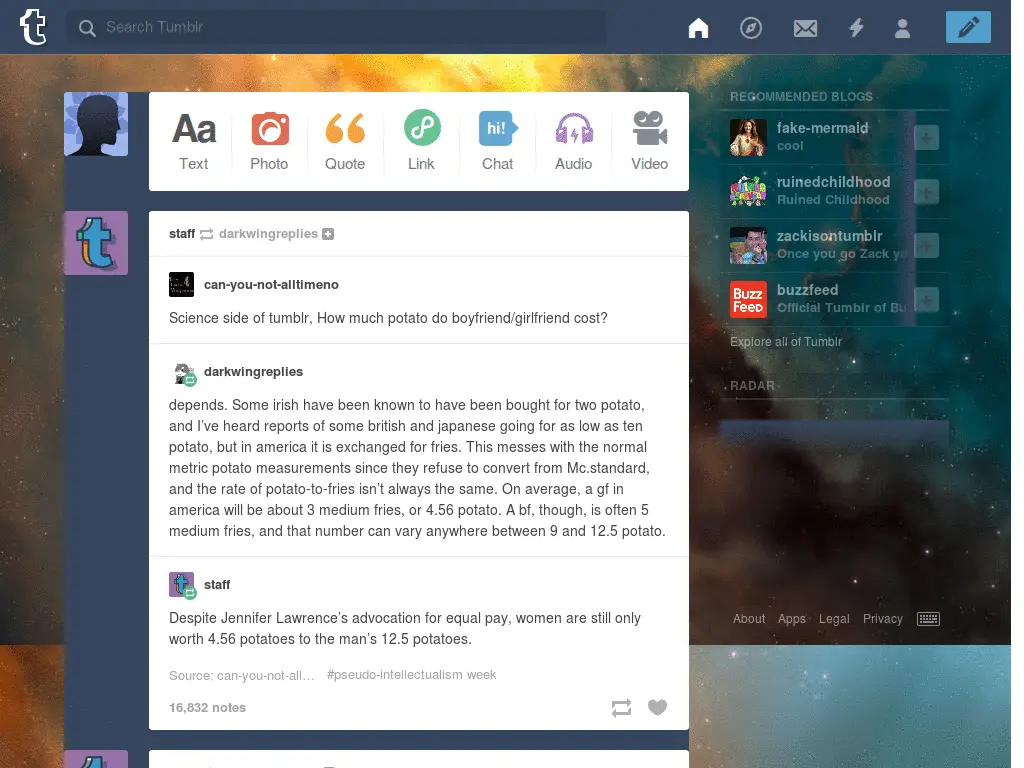 t
Search Tumblr
Aa
hi!
Text
Photo
Quote
Link
Chat
Audio
Video
staff darkwingreplies
can-you-not-alltimeno
Science side of tumblr, How much potato do boyfriend/girlfriend cost?
darkwingreplies
depends. Some irish have been known to have been bought for two potato,
and I've heard reports of some british and japanese going for as low as ten
potato, but in america it is exchanged for fries. This messes with the normal
metric potato measurements since they refuse to convert from Mc.standard,
and the rate of potato-to-fries isn't always the same. On average, a gf in
america will be about 3 medium fries, or 4.56 potato. A bf, though, is often 5
medium fries, and that number can vary anywhere between 9 and 12.5 potato.
staff
Despite Jennifer Lawrence's advocation for equal pay, women are still only
worth 4.56 potatoes to the man's 12.5 potatoes.
Source: can-you-not-all… #pseudo-intellectualism week
16,832 notes
RECOMMENDED BLOGS
fake-mermaid
cool
ruinedchildhood
Ruined Childhood
zackisontumblr
Once you go Zack yo
Buzz
Feed
buzzfeed
Official Tumblr of Bu
Explore all of Tumblr
RADAR
About Apps Legal Privacy